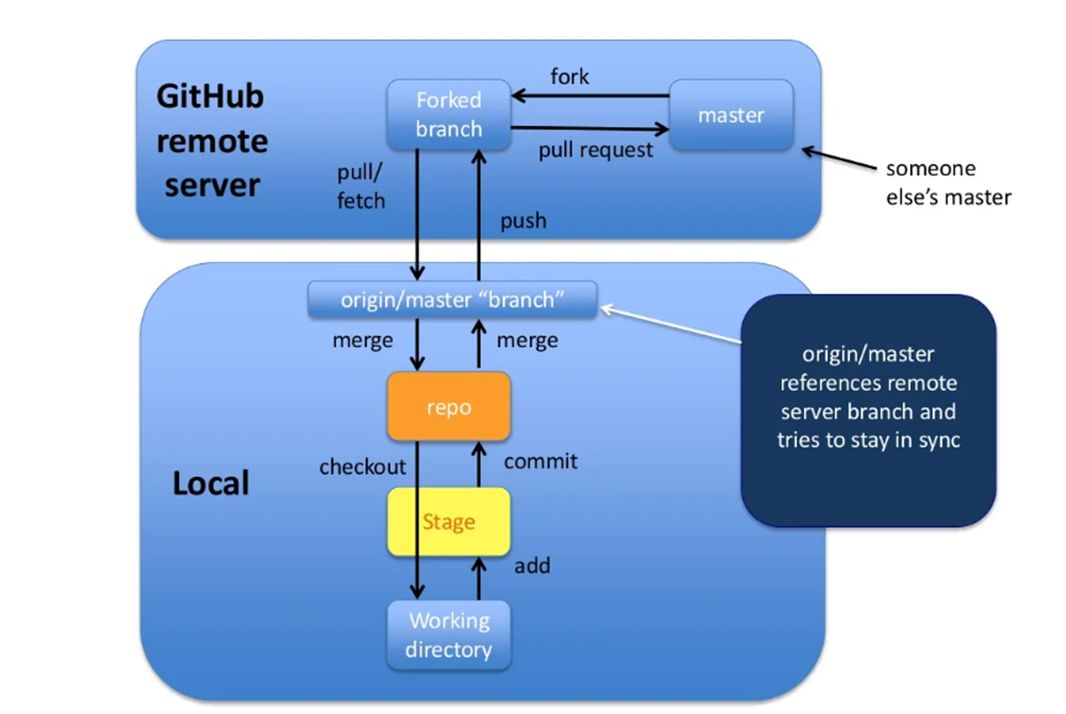 GitHub
remote
server
Forked
branch
fork
pull request
master
someone
else’s master
pull/
fetch
push
origin/master “branch”
merge
merge
repo
checkout
commit
Stage
add
Working
directory
Local
origin/master
references remote
server branch and
tries to stay in sync